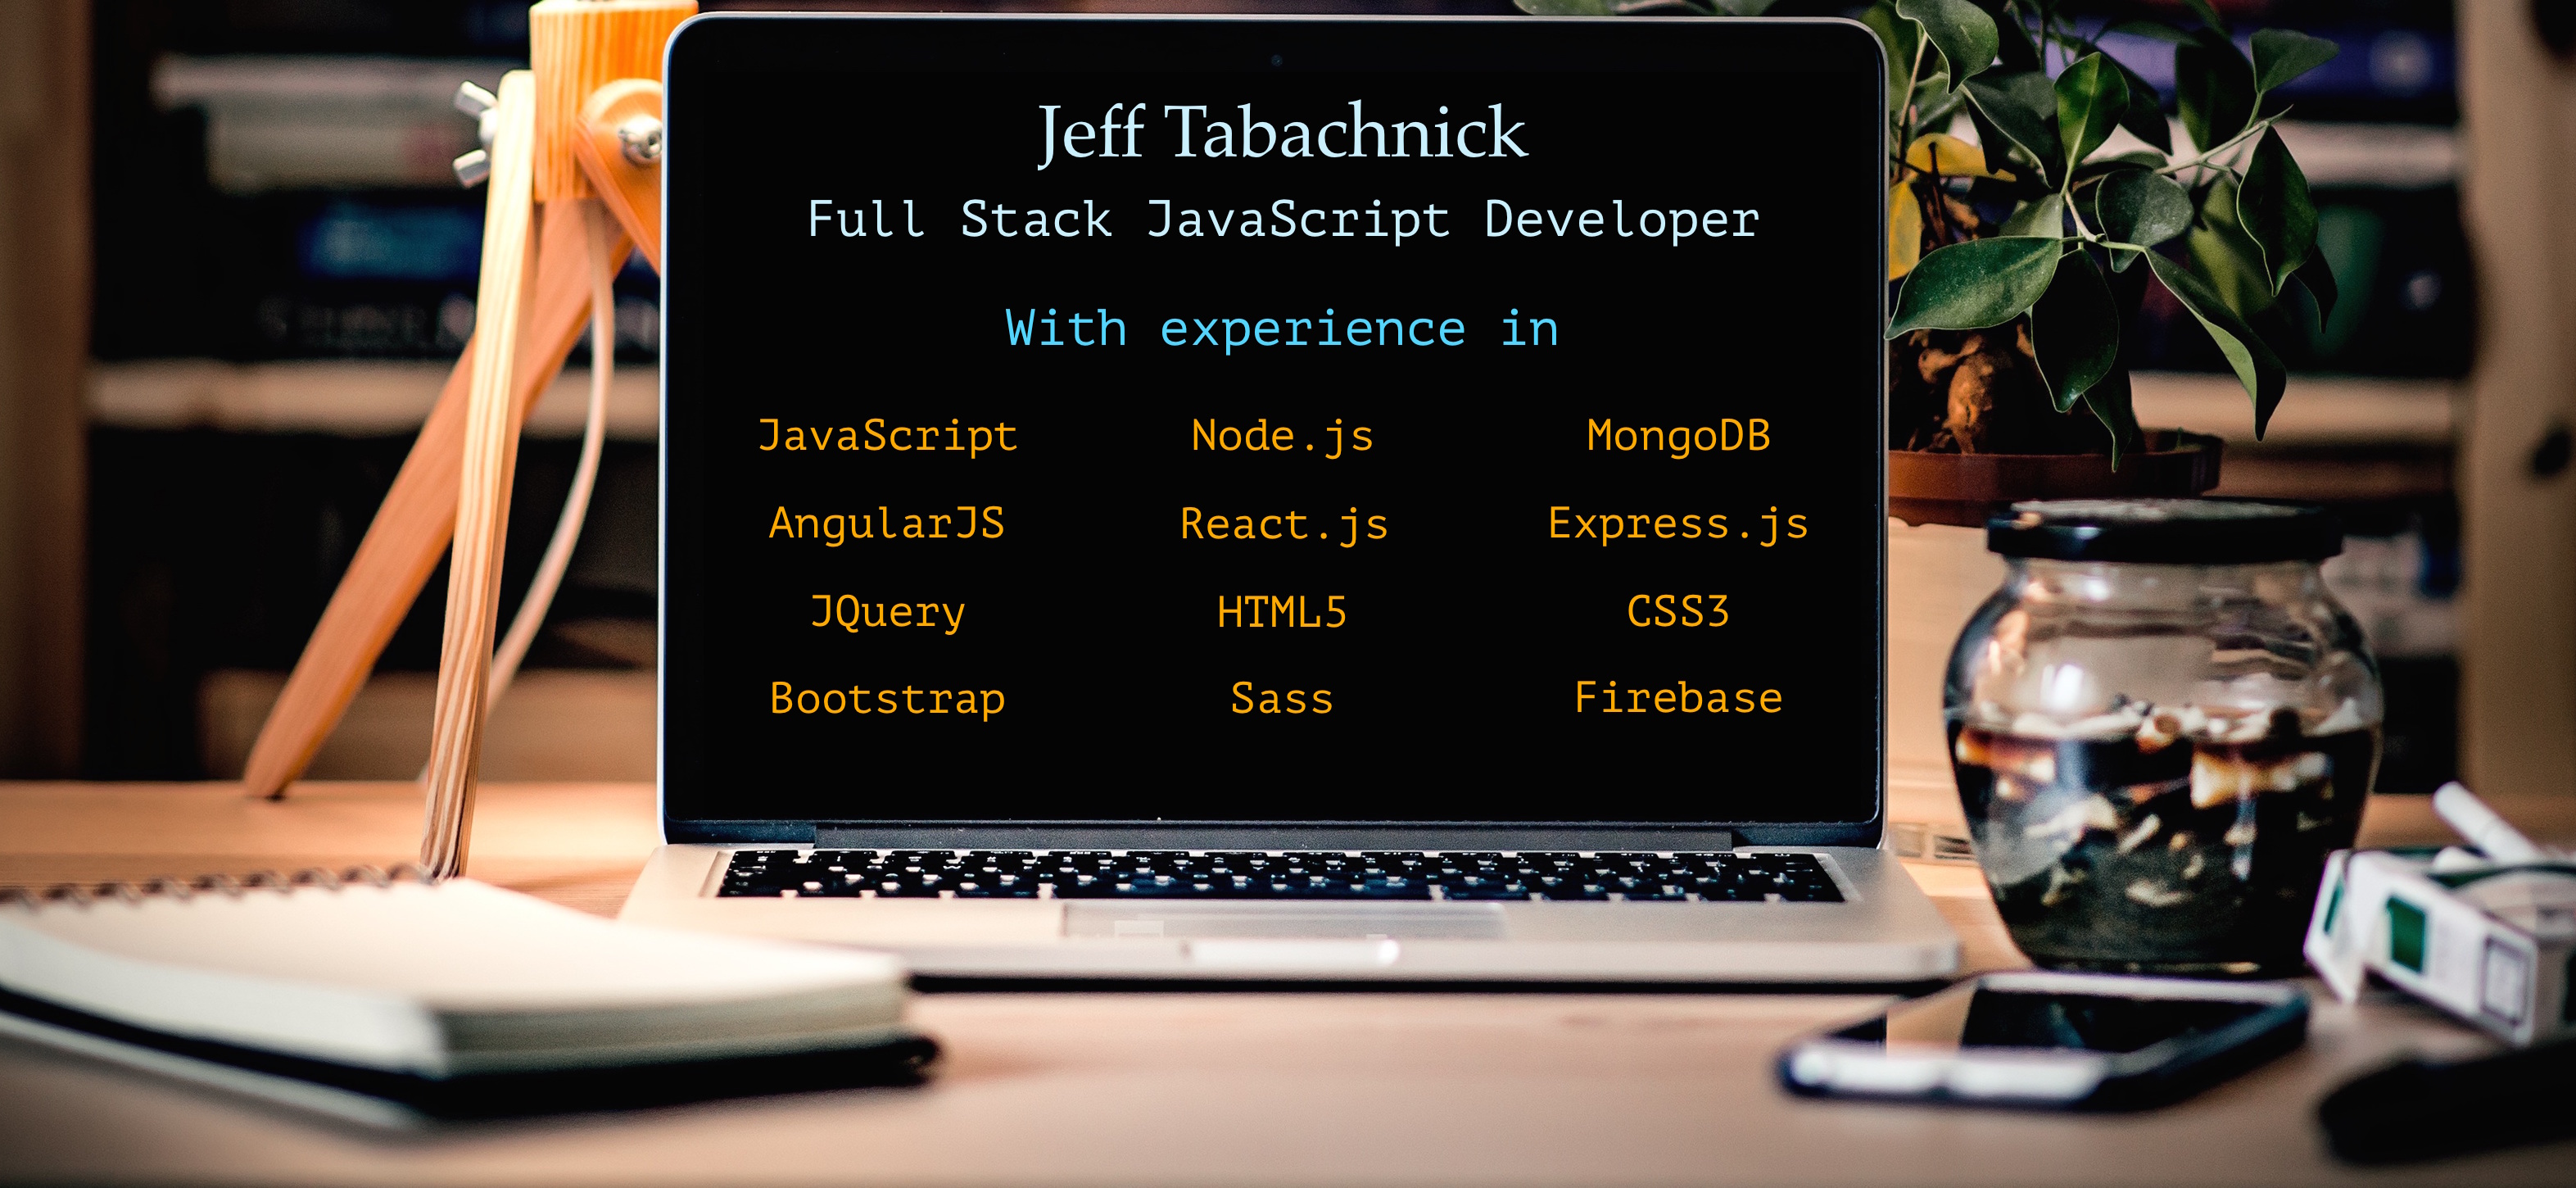 Jeff Tabachnick
Full Stack JavaScript Developer
With experience in
JavaScript Node.js MongoDB
AngularJS React.js Express.js
JQuery HTML5 CSS3
Bootstrap Sass Firebase